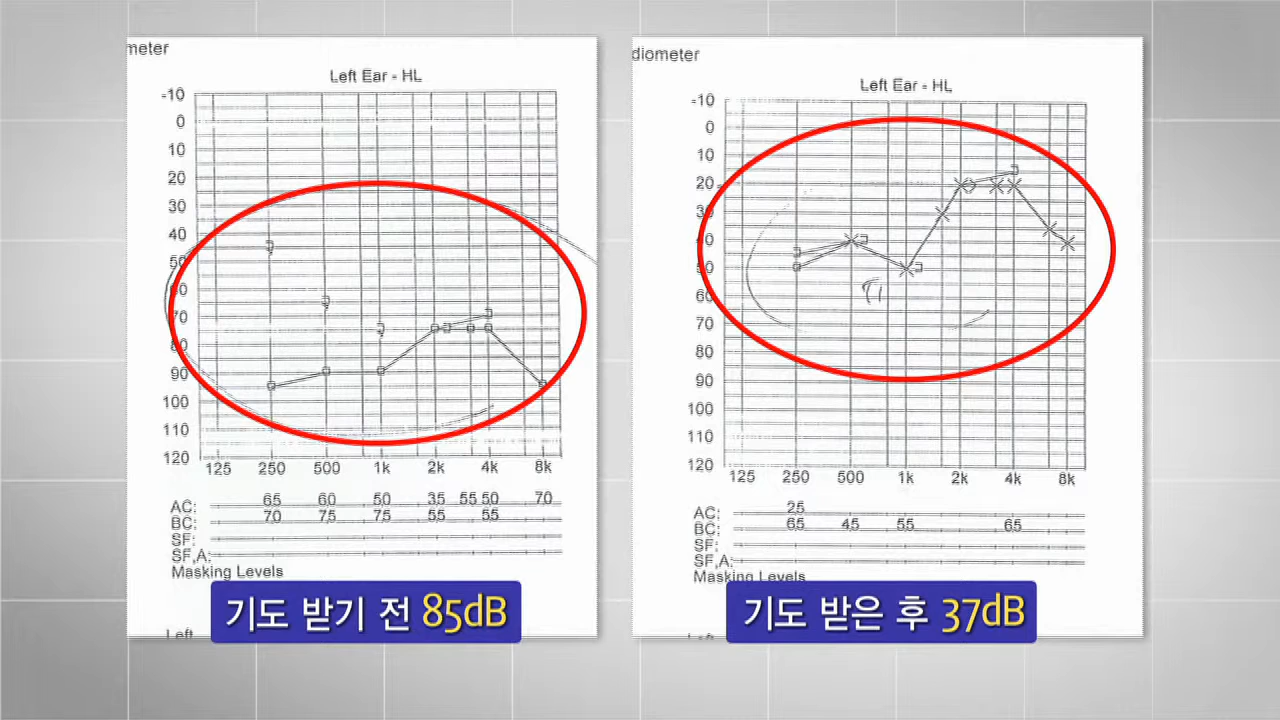 meter
Left Ear - HL
-10
0
10
20
30
40
50
60
70
80
90
100
110
120
125 250 500 1k 2k 4k 8k
AC: 65 60 50 35 55 50 70
BC: 70 75 75 55 55
SF:
SF,A:
Masking Levels
Left
기도 받기 전 85dB
diometer
Left Ear - HL
-10
0
10
20
30
40
50
60
70
80
90
100
110
120
125 250 500 1k 2k 4k 8k
AC: 25
BC: 65 45 55 65
SF:
SF,A:
Masking Levels
기도 받은 후 37dB